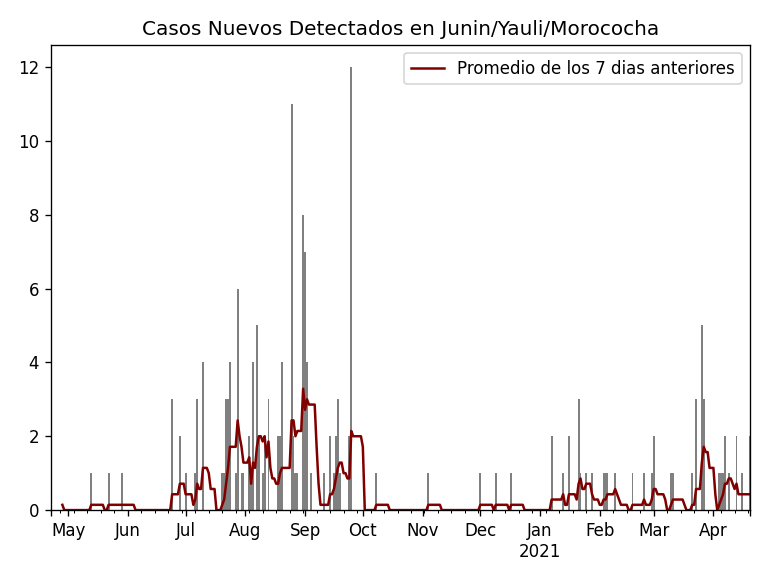 Casos Nuevos Detectados en Junin/Yauli/Morococha
Promedio de los 7 dias anteriores
12
10
8
6
4
2
0
May Jun Jul Aug Sep Oct Nov Dec Jan Feb Mar Apr
2021